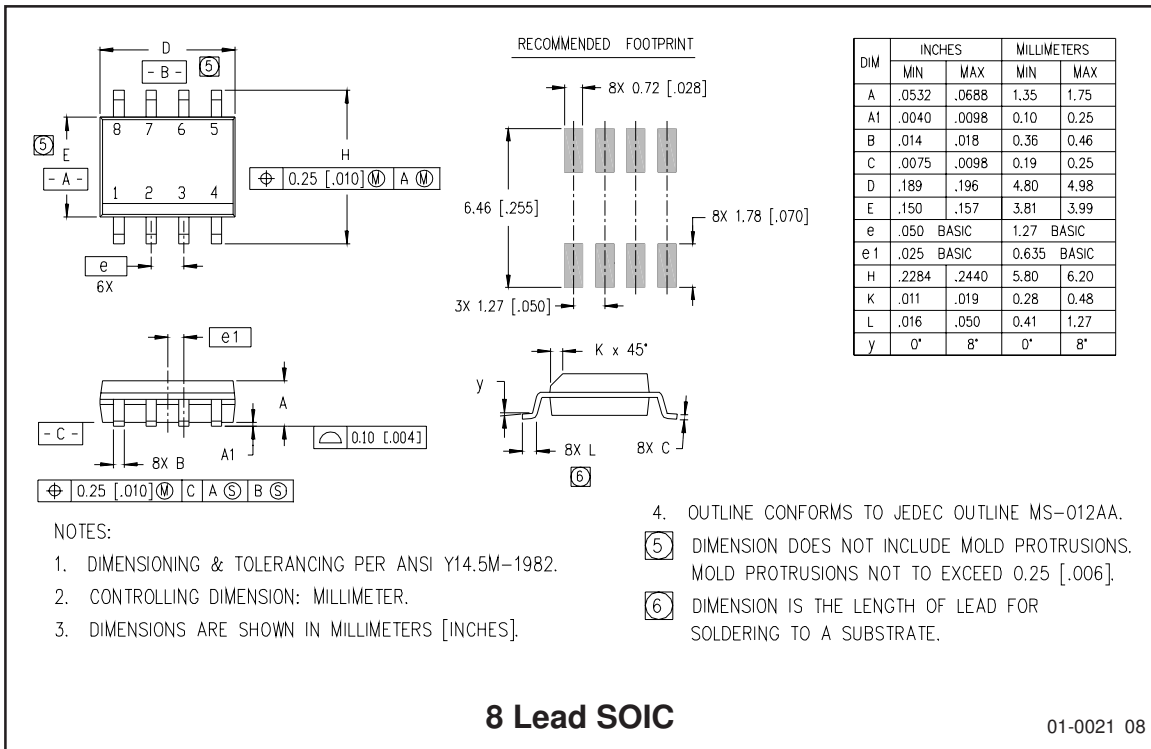 D
- B -
5
8 7 6 5
5
E
- A -
1 2 3 4
H
⌖ 0.25 [.010] Ⓜ A Ⓜ
e
6X
RECOMMENDED FOOTPRINT
8X 0.72 [.028]
6.46 [.255]
8X 1.78 [.070]
3X 1.27 [.050]
DIM INCHES MILLIMETERS
MIN MAX MIN MAX
A .0532 .0688 1.35 1.75
A1 .0040 .0098 0.10 0.25
B .014 .018 0.36 0.46
C .0075 .0098 0.19 0.25
D .189 .196 4.80 4.98
E .150 .157 3.81 3.99
e .050 BASIC 1.27 BASIC
e1 .025 BASIC 0.635 BASIC
H .2284 .2440 5.80 6.20
K .011 .019 0.28 0.48
L .016 .050 0.41 1.27
y 0° 8° 0° 8°
e1
A
- C -
8X B
A1
⌓ 0.10 [.004]
⌖ 0.25 [.010] Ⓜ C A Ⓢ B Ⓢ
K x 45°
y
8X L
6
8X C
NOTES:
1. DIMENSIONING & TOLERANCING PER ANSI Y14.5M-1982.
2. CONTROLLING DIMENSION: MILLIMETER.
3. DIMENSIONS ARE SHOWN IN MILLIMETERS [INCHES].
4. OUTLINE CONFORMS TO JEDEC OUTLINE MS-012AA.
5 DIMENSION DOES NOT INCLUDE MOLD PROTRUSIONS.
MOLD PROTRUSIONS NOT TO EXCEED 0.25 [.006].
6 DIMENSION IS THE LENGTH OF LEAD FOR
SOLDERING TO A SUBSTRATE.
8 Lead SOIC
01-0021 08